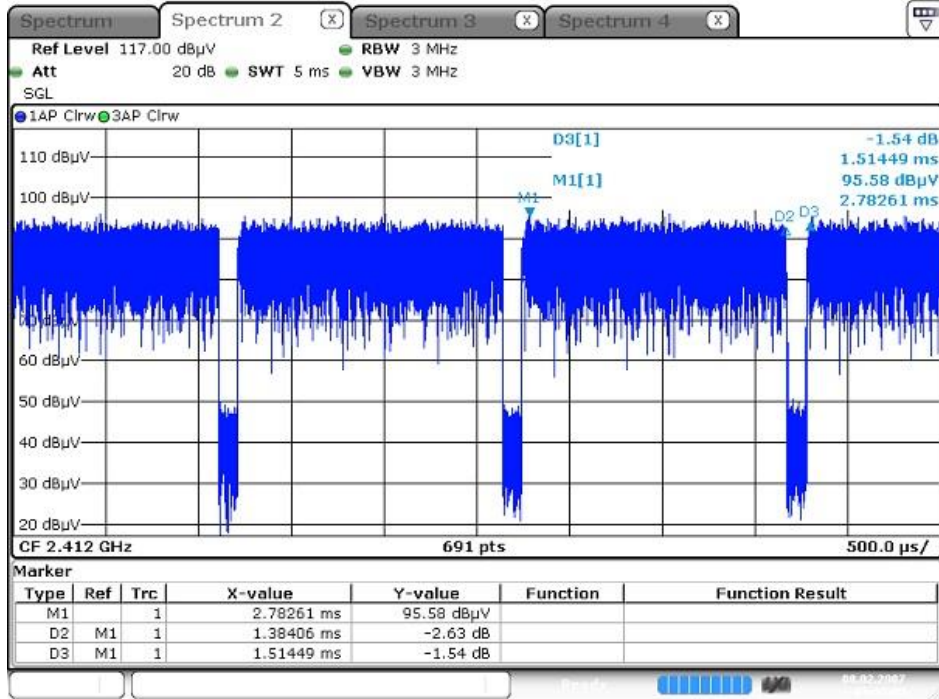 Spectrum Spectrum 2 X Spectrum 3 X Spectrum 4 X
Ref Level 117.00 dBµV RBW 3 MHz
Att 20 dB SWT 5 ms VBW 3 MHz
SGL
1AP Clrw 3AP Clrw
D3[1] -1.54 dB
1.51449 ms
M1[1] 95.58 dBµV
2.78261 ms
110 dBµV
100 dBµV
M1
D2 D3
60 dBµV
50 dBµV
40 dBµV
30 dBµV
20 dBµV
CF 2.412 GHz 691 pts 500.0 µs/
Marker
Type Ref Trc X-value Y-value Function Function Result
M1 1 2.78261 ms 95.58 dBµV
D2 M1 1 1.38406 ms -2.63 dB
D3 M1 1 1.51449 ms -1.54 dB